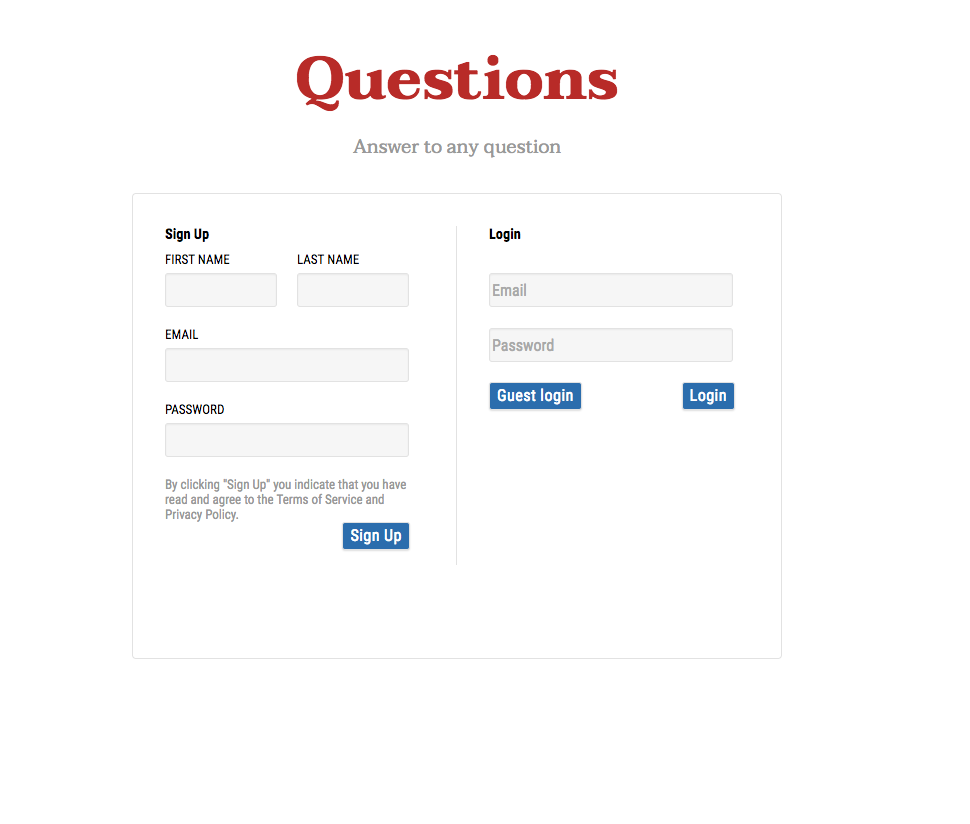 Questions
Answer to any question
Sign Up
FIRST NAME
LAST NAME
EMAIL
PASSWORD
By clicking "Sign Up" you indicate that you have
read and agree to the Terms of Service and
Privacy Policy.
Sign Up
Login
Email
Password
Guest login
Login